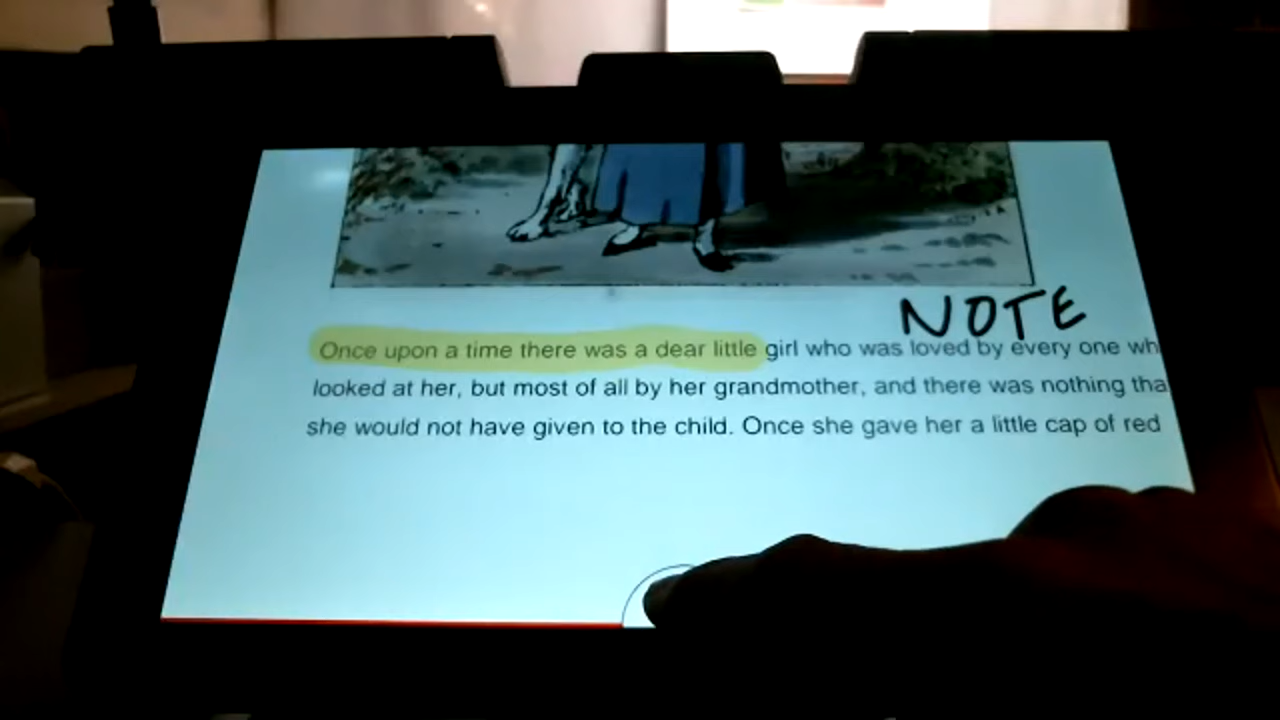 NOTE
Once upon a time there was a dear little girl who was loved by every one wh
looked at her, but most of all by her grandmother, and there was nothing tha
she would not have given to the child. Once she gave her a little cap of red